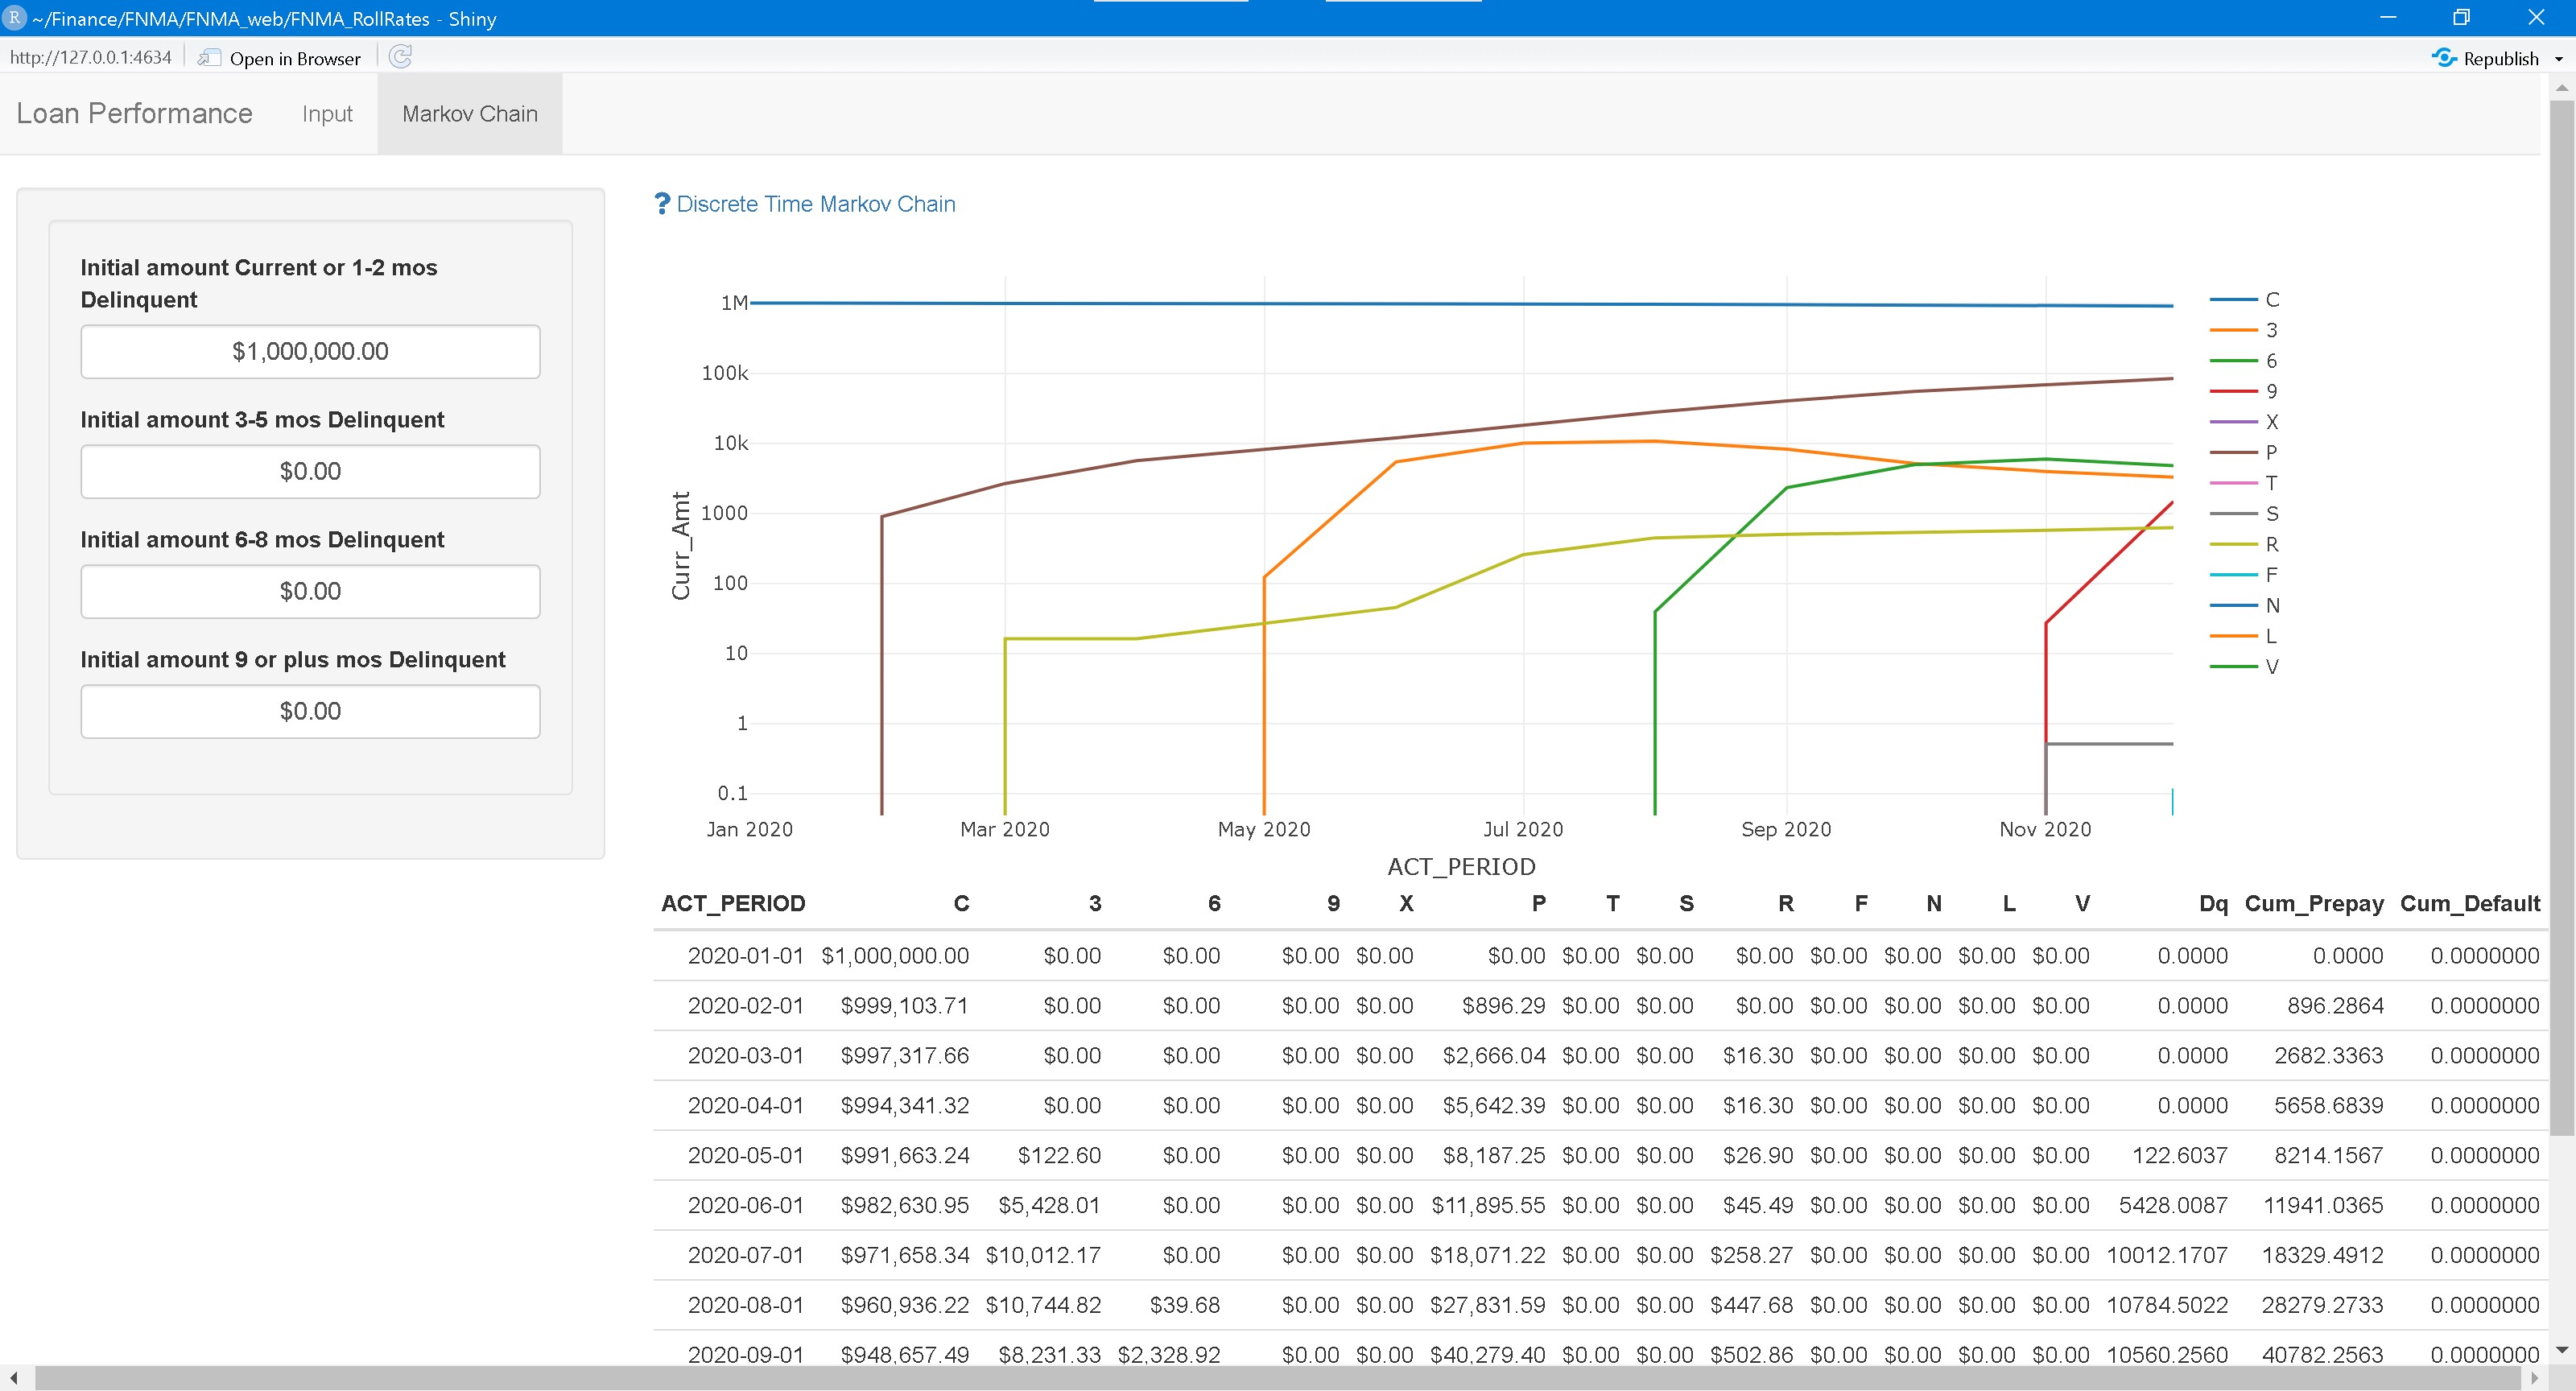 R ~/Finance/FNMA/FNMA_web/FNMA_RollRates - Shiny
http://127.0.0.1:4634 Open in Browser Republish
Loan Performance Input Markov Chain
? Discrete Time Markov Chain
Initial amount Current or 1-2 mos
Delinquent
$1,000,000.00
Initial amount 3-5 mos Delinquent
$0.00
Initial amount 6-8 mos Delinquent
$0.00
Initial amount 9 or plus mos Delinquent
$0.00
Curr_Amt
1M
100k
10k
1000
100
10
1
0.1
Jan 2020 Mar 2020 May 2020 Jul 2020 Sep 2020 Nov 2020
ACT_PERIOD
C
3
6
9
X
P
T
S
R
F
N
L
V
ACT_PERIOD C 3 6 9 X P T S R F N L V Dq Cum_Prepay Cum_Default
2020-01-01 $1,000,000.00 $0.00 $0.00 $0.00 $0.00 $0.00 $0.00 $0.00 $0.00 $0.00 $0.00 $0.00 $0.00 0.0000 0.0000 0.0000000
2020-02-01 $999,103.71 $0.00 $0.00 $0.00 $0.00 $896.29 $0.00 $0.00 $0.00 $0.00 $0.00 $0.00 $0.00 0.0000 896.2864 0.0000000
2020-03-01 $997,317.66 $0.00 $0.00 $0.00 $0.00 $2,666.04 $0.00 $0.00 $16.30 $0.00 $0.00 $0.00 $0.00 0.0000 2682.3363 0.0000000
2020-04-01 $994,341.32 $0.00 $0.00 $0.00 $0.00 $5,642.39 $0.00 $0.00 $16.30 $0.00 $0.00 $0.00 $0.00 0.0000 5658.6839 0.0000000
2020-05-01 $991,663.24 $122.60 $0.00 $0.00 $0.00 $8,187.25 $0.00 $0.00 $26.90 $0.00 $0.00 $0.00 $0.00 122.6037 8214.1567 0.0000000
2020-06-01 $982,630.95 $5,428.01 $0.00 $0.00 $0.00 $11,895.55 $0.00 $0.00 $45.49 $0.00 $0.00 $0.00 $0.00 5428.0087 11941.0365 0.0000000
2020-07-01 $971,658.34 $10,012.17 $0.00 $0.00 $0.00 $18,071.22 $0.00 $0.00 $258.27 $0.00 $0.00 $0.00 $0.00 10012.1707 18329.4912 0.0000000
2020-08-01 $960,936.22 $10,744.82 $39.68 $0.00 $0.00 $27,831.59 $0.00 $0.00 $447.68 $0.00 $0.00 $0.00 $0.00 10784.5022 28279.2733 0.0000000
2020-09-01 $948,657.49 $8,231.33 $2,328.92 $0.00 $0.00 $40,279.40 $0.00 $0.00 $502.86 $0.00 $0.00 $0.00 $0.00 10560.2560 40782.2563 0.0000000